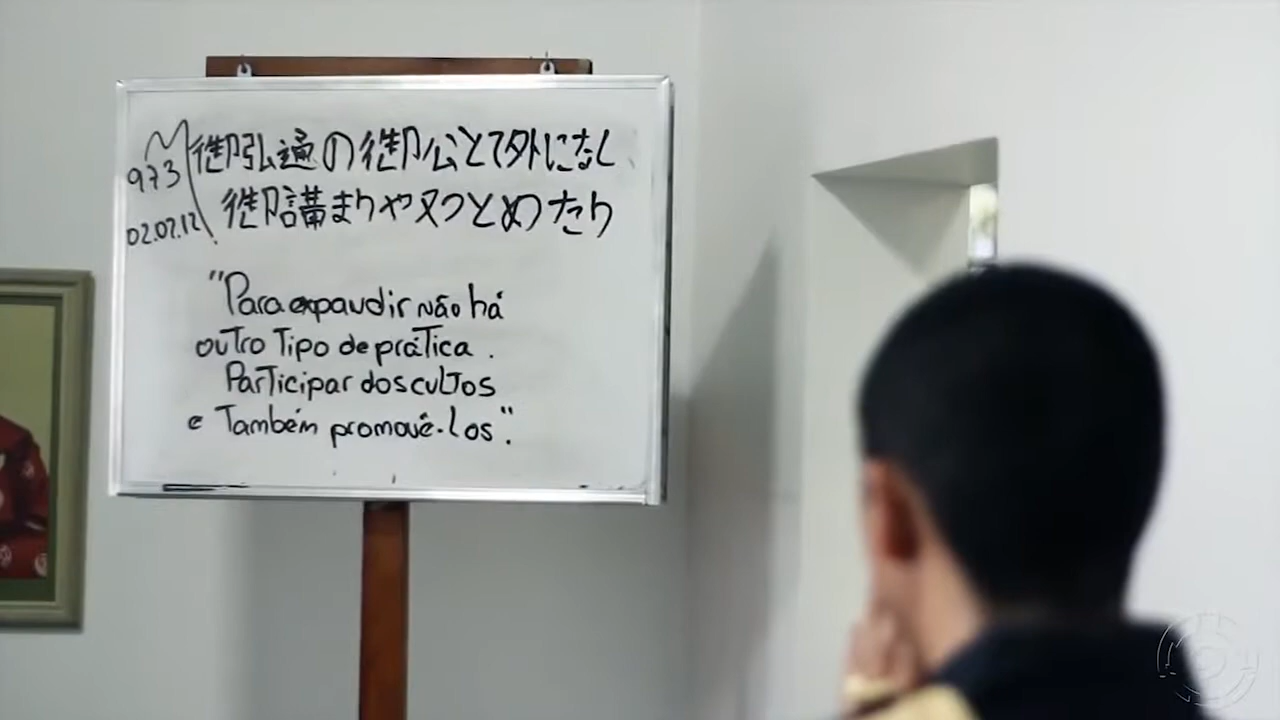 973
02.02.12
御弘通の御公とて外になし
御講まりや又つとめたり
"Para expandir não há
outro Tipo de práTica.
ParTicipar dos culTos
e Também promovê-los".